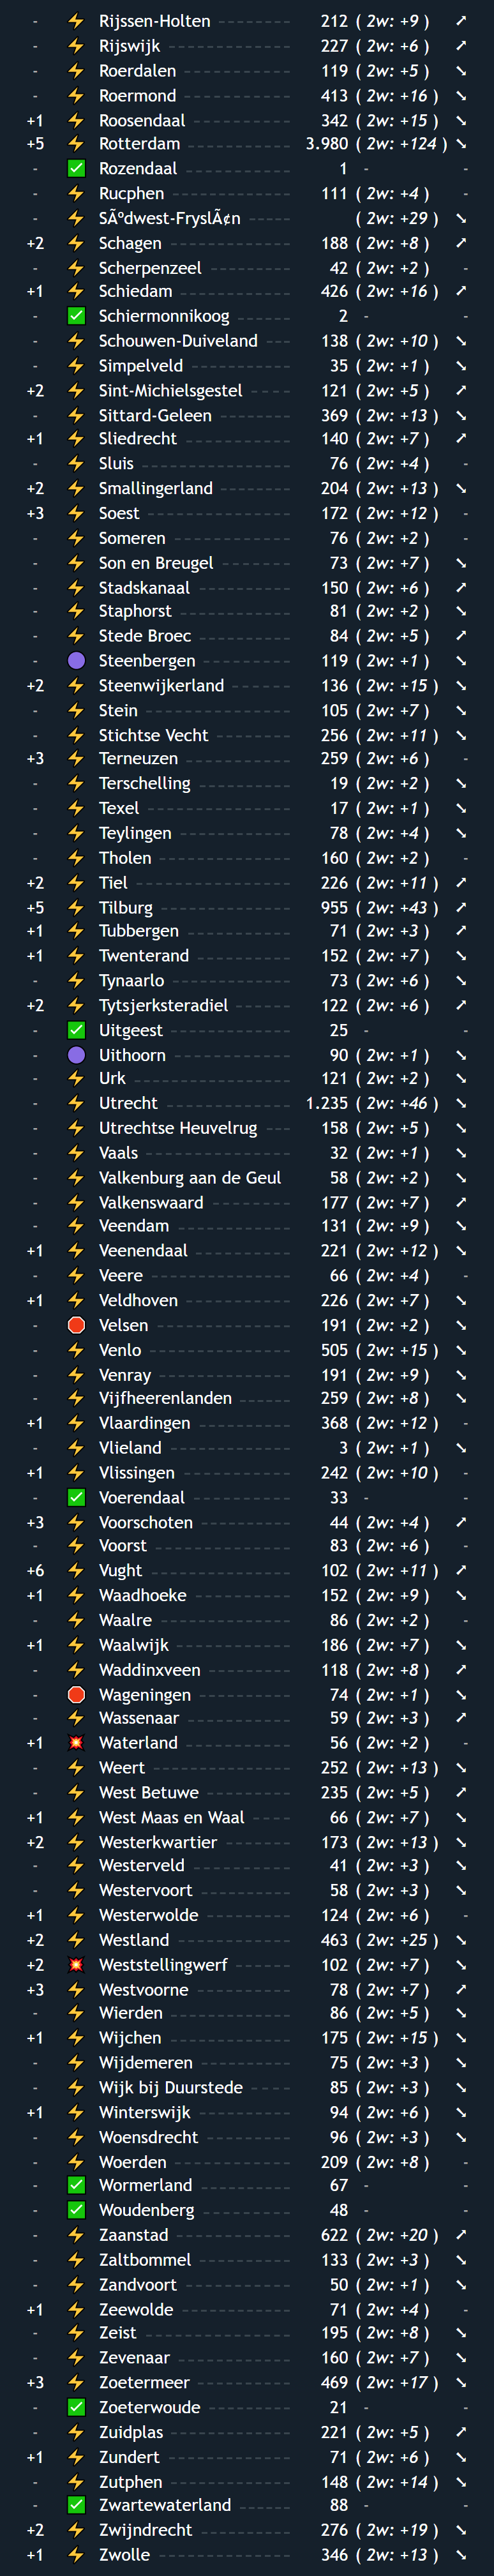 - ⚡ Rijssen-Holten 212 ( 2w: +9 ) ➚
- ⚡ Rijswijk 227 ( 2w: +6 ) ➚
- ⚡ Roerdalen 119 ( 2w: +5 ) ➘
- ⚡ Roermond 413 ( 2w: +16 ) ➘
+1 ⚡ Roosendaal 342 ( 2w: +15 ) ➘
+5 ⚡ Rotterdam 3.980 ( 2w: +124 ) ➘
- ✅ Rozendaal 1 - -
- ⚡ Rucphen 111 ( 2w: +4 ) -
- ⚡ SÃºdwest-FryslÃ¢n ( 2w: +29 ) ➘
+2 ⚡ Schagen 188 ( 2w: +8 ) ➚
- ⚡ Scherpenzeel 42 ( 2w: +2 ) -
+1 ⚡ Schiedam 426 ( 2w: +16 ) ➚
- ✅ Schiermonnikoog 2 - -
- ⚡ Schouwen-Duiveland 138 ( 2w: +10 ) ➘
- ⚡ Simpelveld 35 ( 2w: +1 ) ➘
+2 ⚡ Sint-Michielsgestel 121 ( 2w: +5 ) ➚
- ⚡ Sittard-Geleen 369 ( 2w: +13 ) ➘
+1 ⚡ Sliedrecht 140 ( 2w: +7 ) ➚
- ⚡ Sluis 76 ( 2w: +4 ) -
+2 ⚡ Smallingerland 204 ( 2w: +13 ) ➘
+3 ⚡ Soest 172 ( 2w: +12 ) -
- ⚡ Someren 76 ( 2w: +2 ) -
- ⚡ Son en Breugel 73 ( 2w: +7 ) ➘
- ⚡ Stadskanaal 150 ( 2w: +6 ) ➚
- ⚡ Staphorst 81 ( 2w: +2 ) ➘
- ⚡ Stede Broec 84 ( 2w: +5 ) ➚
- 🟣 Steenbergen 119 ( 2w: +1 ) ➘
+2 ⚡ Steenwijkerland 136 ( 2w: +15 ) ➘
- ⚡ Stein 105 ( 2w: +7 ) ➘
- ⚡ Stichtse Vecht 256 ( 2w: +11 ) ➘
+3 ⚡ Terneuzen 259 ( 2w: +6 ) -
- ⚡ Terschelling 19 ( 2w: +2 ) ➘
- ⚡ Texel 17 ( 2w: +1 ) ➘
- ⚡ Teylingen 78 ( 2w: +4 ) ➘
- ⚡ Tholen 160 ( 2w: +2 ) -
+2 ⚡ Tiel 226 ( 2w: +11 ) ➚
+5 ⚡ Tilburg 955 ( 2w: +43 ) ➚
+1 ⚡ Tubbergen 71 ( 2w: +3 ) ➚
+1 ⚡ Twenterand 152 ( 2w: +7 ) ➘
- ⚡ Tynaarlo 73 ( 2w: +6 ) ➘
+2 ⚡ Tytsjerksteradiel 122 ( 2w: +6 ) ➚
- ✅ Uitgeest 25 - -
- 🟣 Uithoorn 90 ( 2w: +1 ) ➘
- ⚡ Urk 121 ( 2w: +2 ) ➘
- ⚡ Utrecht 1.235 ( 2w: +46 ) ➘
- ⚡ Utrechtse Heuvelrug 158 ( 2w: +5 ) ➘
- ⚡ Vaals 32 ( 2w: +1 ) ➘
- ⚡ Valkenburg aan de Geul 58 ( 2w: +2 ) ➘
- ⚡ Valkenswaard 177 ( 2w: +7 ) ➚
- ⚡ Veendam 131 ( 2w: +9 ) ➘
+1 ⚡ Veenendaal 221 ( 2w: +12 ) ➘
- ⚡ Veere 66 ( 2w: +4 ) -
+1 ⚡ Veldhoven 226 ( 2w: +7 ) ➘
- 🛑 Velsen 191 ( 2w: +2 ) ➘
- ⚡ Venlo 505 ( 2w: +15 ) ➘
- ⚡ Venray 191 ( 2w: +9 ) ➘
- ⚡ Vijfheerenlanden 259 ( 2w: +8 ) ➘
+1 ⚡ Vlaardingen 368 ( 2w: +12 ) -
- ⚡ Vlieland 3 ( 2w: +1 ) ➘
+1 ⚡ Vlissingen 242 ( 2w: +10 ) -
- ✅ Voerendaal 33 - -
+3 ⚡ Voorschoten 44 ( 2w: +4 ) ➚
- ⚡ Voorst 83 ( 2w: +6 ) -
+6 ⚡ Vught 102 ( 2w: +11 ) ➚
+1 ⚡ Waadhoeke 152 ( 2w: +9 ) ➘
- ⚡ Waalre 86 ( 2w: +2 ) -
+1 ⚡ Waalwijk 186 ( 2w: +7 ) ➘
- ⚡ Waddinxveen 118 ( 2w: +8 ) ➚
- 🛑 Wageningen 74 ( 2w: +1 ) ➘
- ⚡ Wassenaar 59 ( 2w: +3 ) ➚
+1 💥 Waterland 56 ( 2w: +2 ) -
- ⚡ Weert 252 ( 2w: +13 ) ➘
- ⚡ West Betuwe 235 ( 2w: +5 ) ➚
+1 ⚡ West Maas en Waal 66 ( 2w: +7 ) ➘
+2 ⚡ Westerkwartier 173 ( 2w: +13 ) ➘
- ⚡ Westerveld 41 ( 2w: +3 ) ➘
- ⚡ Westervoort 58 ( 2w: +3 ) ➘
+1 ⚡ Westerwolde 124 ( 2w: +6 ) -
+2 ⚡ Westland 463 ( 2w: +25 ) ➘
+2 💥 Weststellingwerf 102 ( 2w: +7 ) ➘
+3 ⚡ Westvoorne 78 ( 2w: +7 ) ➚
- ⚡ Wierden 86 ( 2w: +5 ) ➘
+1 ⚡ Wijchen 175 ( 2w: +15 ) ➘
- ⚡ Wijdemeren 75 ( 2w: +3 ) ➘
- ⚡ Wijk bij Duurstede 85 ( 2w: +3 ) ➘
+1 ⚡ Winterswijk 94 ( 2w: +6 ) ➘
- ⚡ Woensdrecht 96 ( 2w: +3 ) ➘
- ⚡ Woerden 209 ( 2w: +8 ) -
- ✅ Wormerland 67 - -
- ✅ Woudenberg 48 - -
- ⚡ Zaanstad 622 ( 2w: +20 ) ➚
- ⚡ Zaltbommel 133 ( 2w: +3 ) ➘
- ⚡ Zandvoort 50 ( 2w: +1 ) ➘
+1 ⚡ Zeewolde 71 ( 2w: +4 ) -
- ⚡ Zeist 195 ( 2w: +8 ) ➘
- ⚡ Zevenaar 160 ( 2w: +7 ) ➘
+3 ⚡ Zoetermeer 469 ( 2w: +17 ) ➘
- ✅ Zoeterwoude 21 - -
- ⚡ Zuidplas 221 ( 2w: +5 ) ➚
+1 ⚡ Zundert 71 ( 2w: +6 ) ➘
- ⚡ Zutphen 148 ( 2w: +14 ) ➘
- ✅ Zwartewaterland 88 - -
+2 ⚡ Zwijndrecht 276 ( 2w: +19 ) ➘
+1 ⚡ Zwolle 346 ( 2w: +13 ) ➘